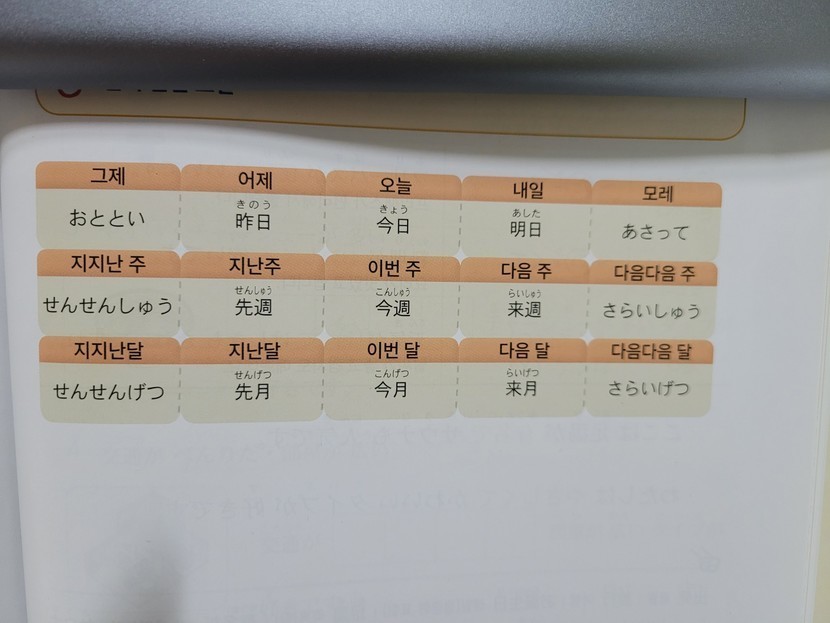 그제 어제 오늘 내일 모레
きのう きょう あした
おととい 昨日 今日 明日 あさって
지지난 주 지난주 이번 주 다음 주 다음다음 주
せんしゅう こんしゅう らいしゅう
せんせんしゅう 先週 今週 来週 さらいしゅう
지지난달 지난달 이번 달 다음 달 다음다음 달
せんげつ こんげつ らいげつ
せんせんげつ 先月 今月 来月 さらいげつ